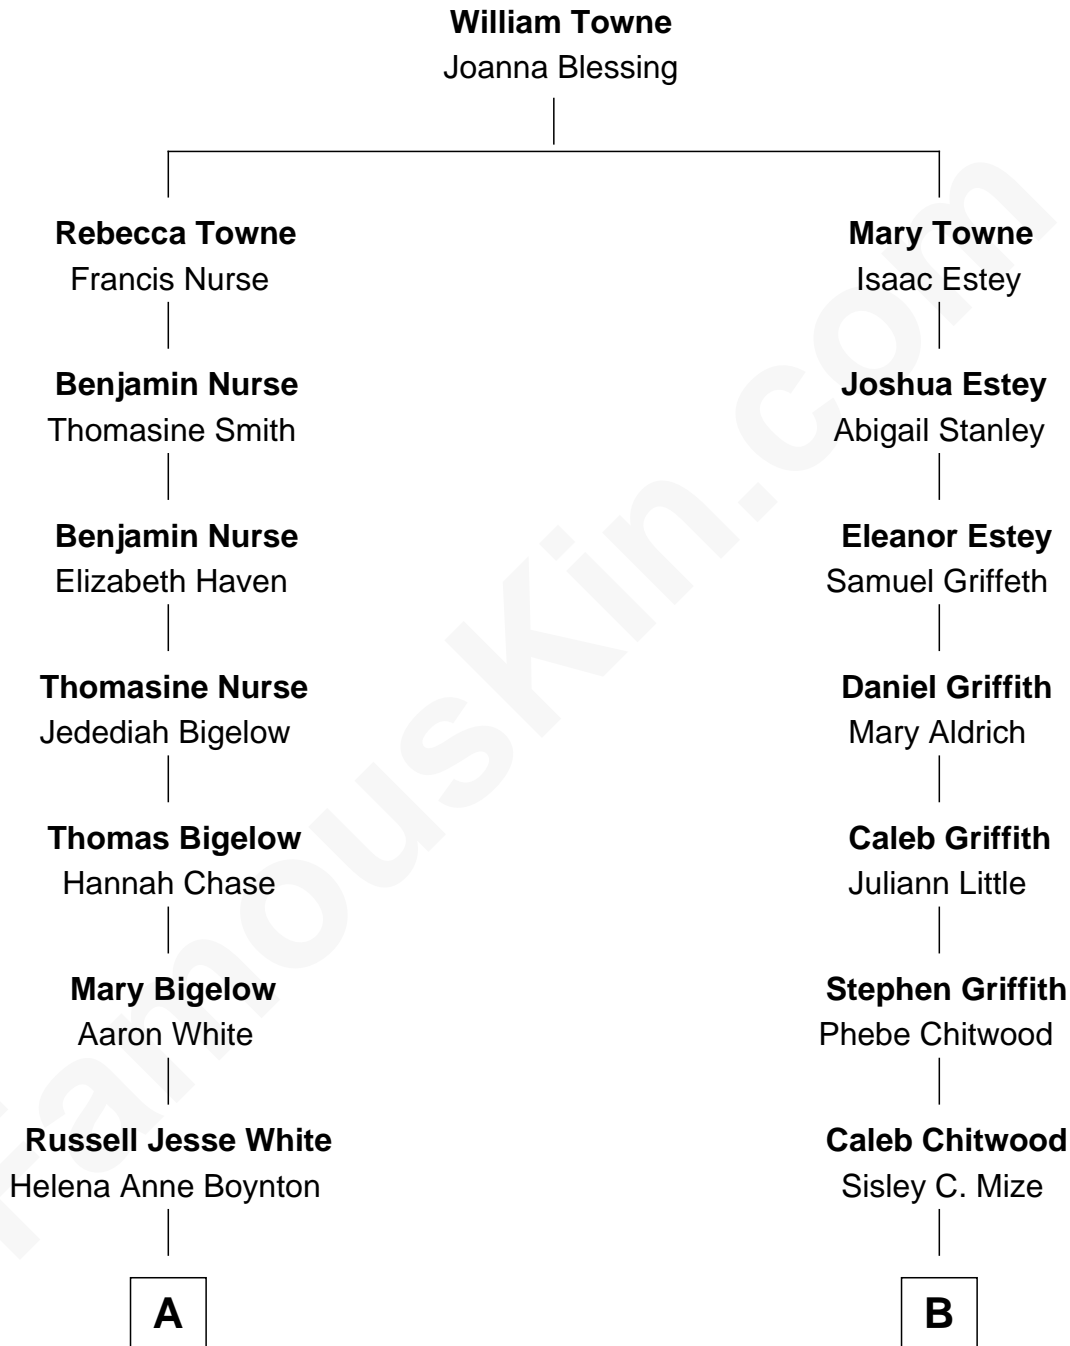 William Towne
Joanna Blessing
Rebecca Towne
Francis Nurse
Mary Towne
Isaac Estey
Benjamin Nurse
Thomasine Smith
Joshua Estey
Abigail Stanley
Benjamin Nurse
Elizabeth Haven
Eleanor Estey
Samuel Griffeth
Thomasine Nurse
Jedediah Bigelow
Daniel Griffith
Mary Aldrich
Thomas Bigelow
Hannah Chase
Caleb Griffith
Juliann Little
Mary Bigelow
Aaron White
Stephen Griffith
Phebe Chitwood
Russell Jesse White
Helena Anne Boynton
Caleb Chitwood
Sisley C. Mize
A
B
FamousKin.com